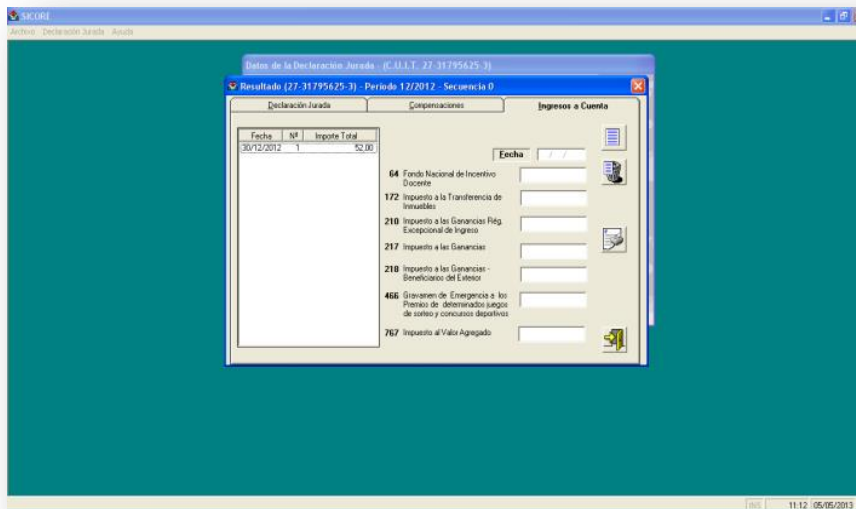 SICORE
Archivo Declaración Jurada Ayuda
Datos de la Declaración Jurada - (C.U.I.T. 27-31795625-3)
Resultado (27-31795625-3) - Período 12/2012 - Secuencia 0
Declaración Jurada Compensaciones Ingresos a Cuenta
Fecha Nº Importe Total
30/12/2012 1 52,00
Fecha / /
64 Fondo Nacional de Incentivo
Docente
172 Impuesto a la Transferencia de
Inmuebles
210 Impuesto a las Ganancias Rég.
Excepcional de Ingreso
217 Impuesto a las Ganancias
218 Impuesto a las Ganancias -
Beneficiarios del Exterior
466 Gravamen de Emergencia a los
Premios de determinados juegos
de sorteo y concursos deportivos
767 Impuesto al Valor Agregado
INS 11:12 05/05/2013